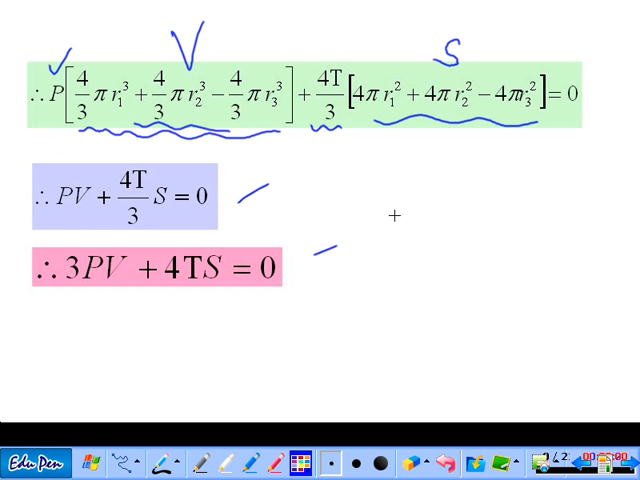 V S
∴ P[4/3 π r₁³ + 4/3 π r₂³ − 4/3 π r₃³] + 4T/3 [4π r₁² + 4π r₂² − 4π r₃²] = 0
∴ PV + 4T/3 S = 0
∴ 3PV + 4TS = 0
Edu Pen